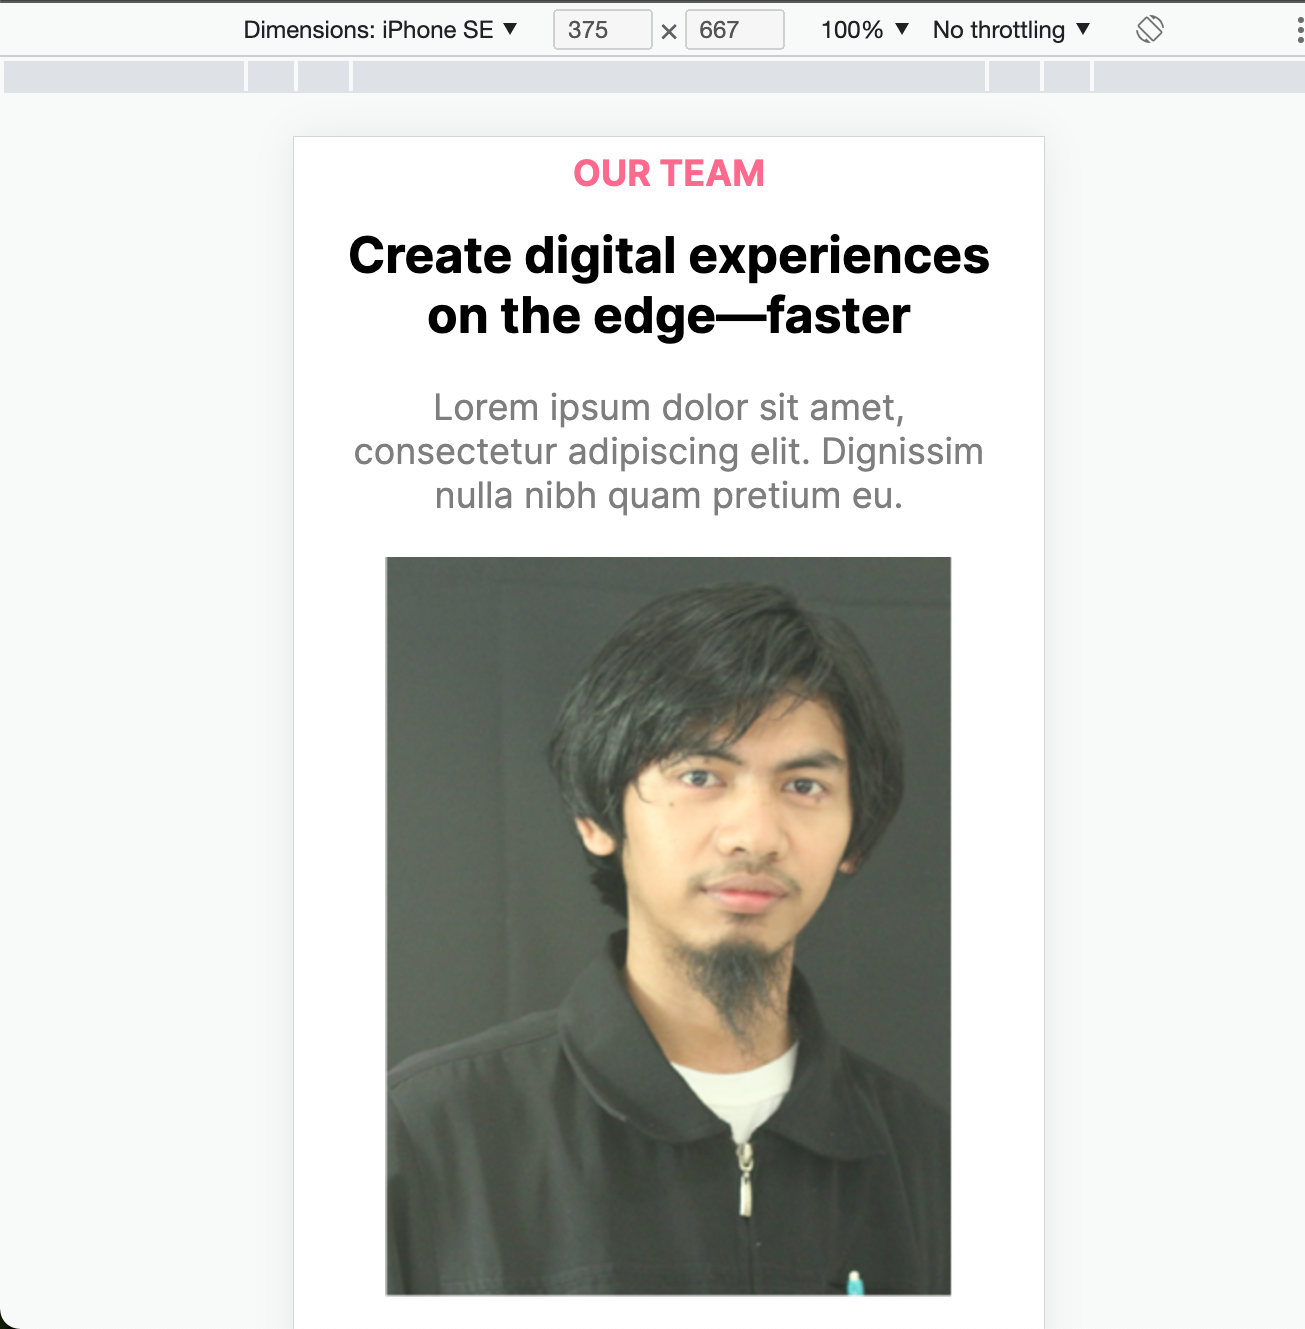 Dimensions: iPhone SE ▼ 375 × 667 100% ▼ No throttling ▼
OUR TEAM
Create digital experiences
on the edge—faster
Lorem ipsum dolor sit amet,
consectetur adipiscing elit. Dignissim
nulla nibh quam pretium eu.